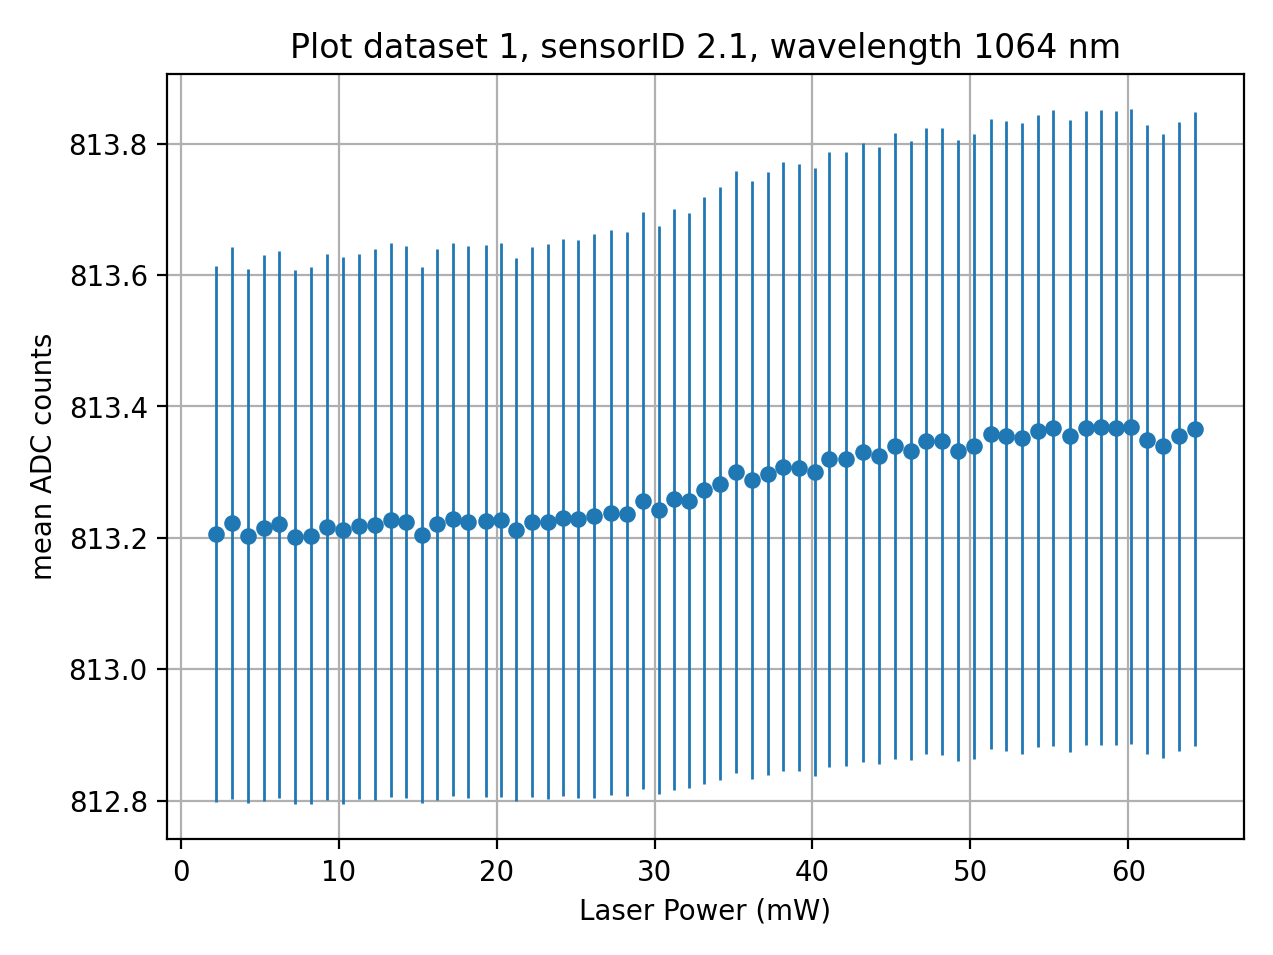 Plot dataset 1, sensorID 2.1, wavelength 1064 nm
mean ADC counts
813.8
813.6
813.4
813.2
813.0
812.8
0 10 20 30 40 50 60
Laser Power (mW)